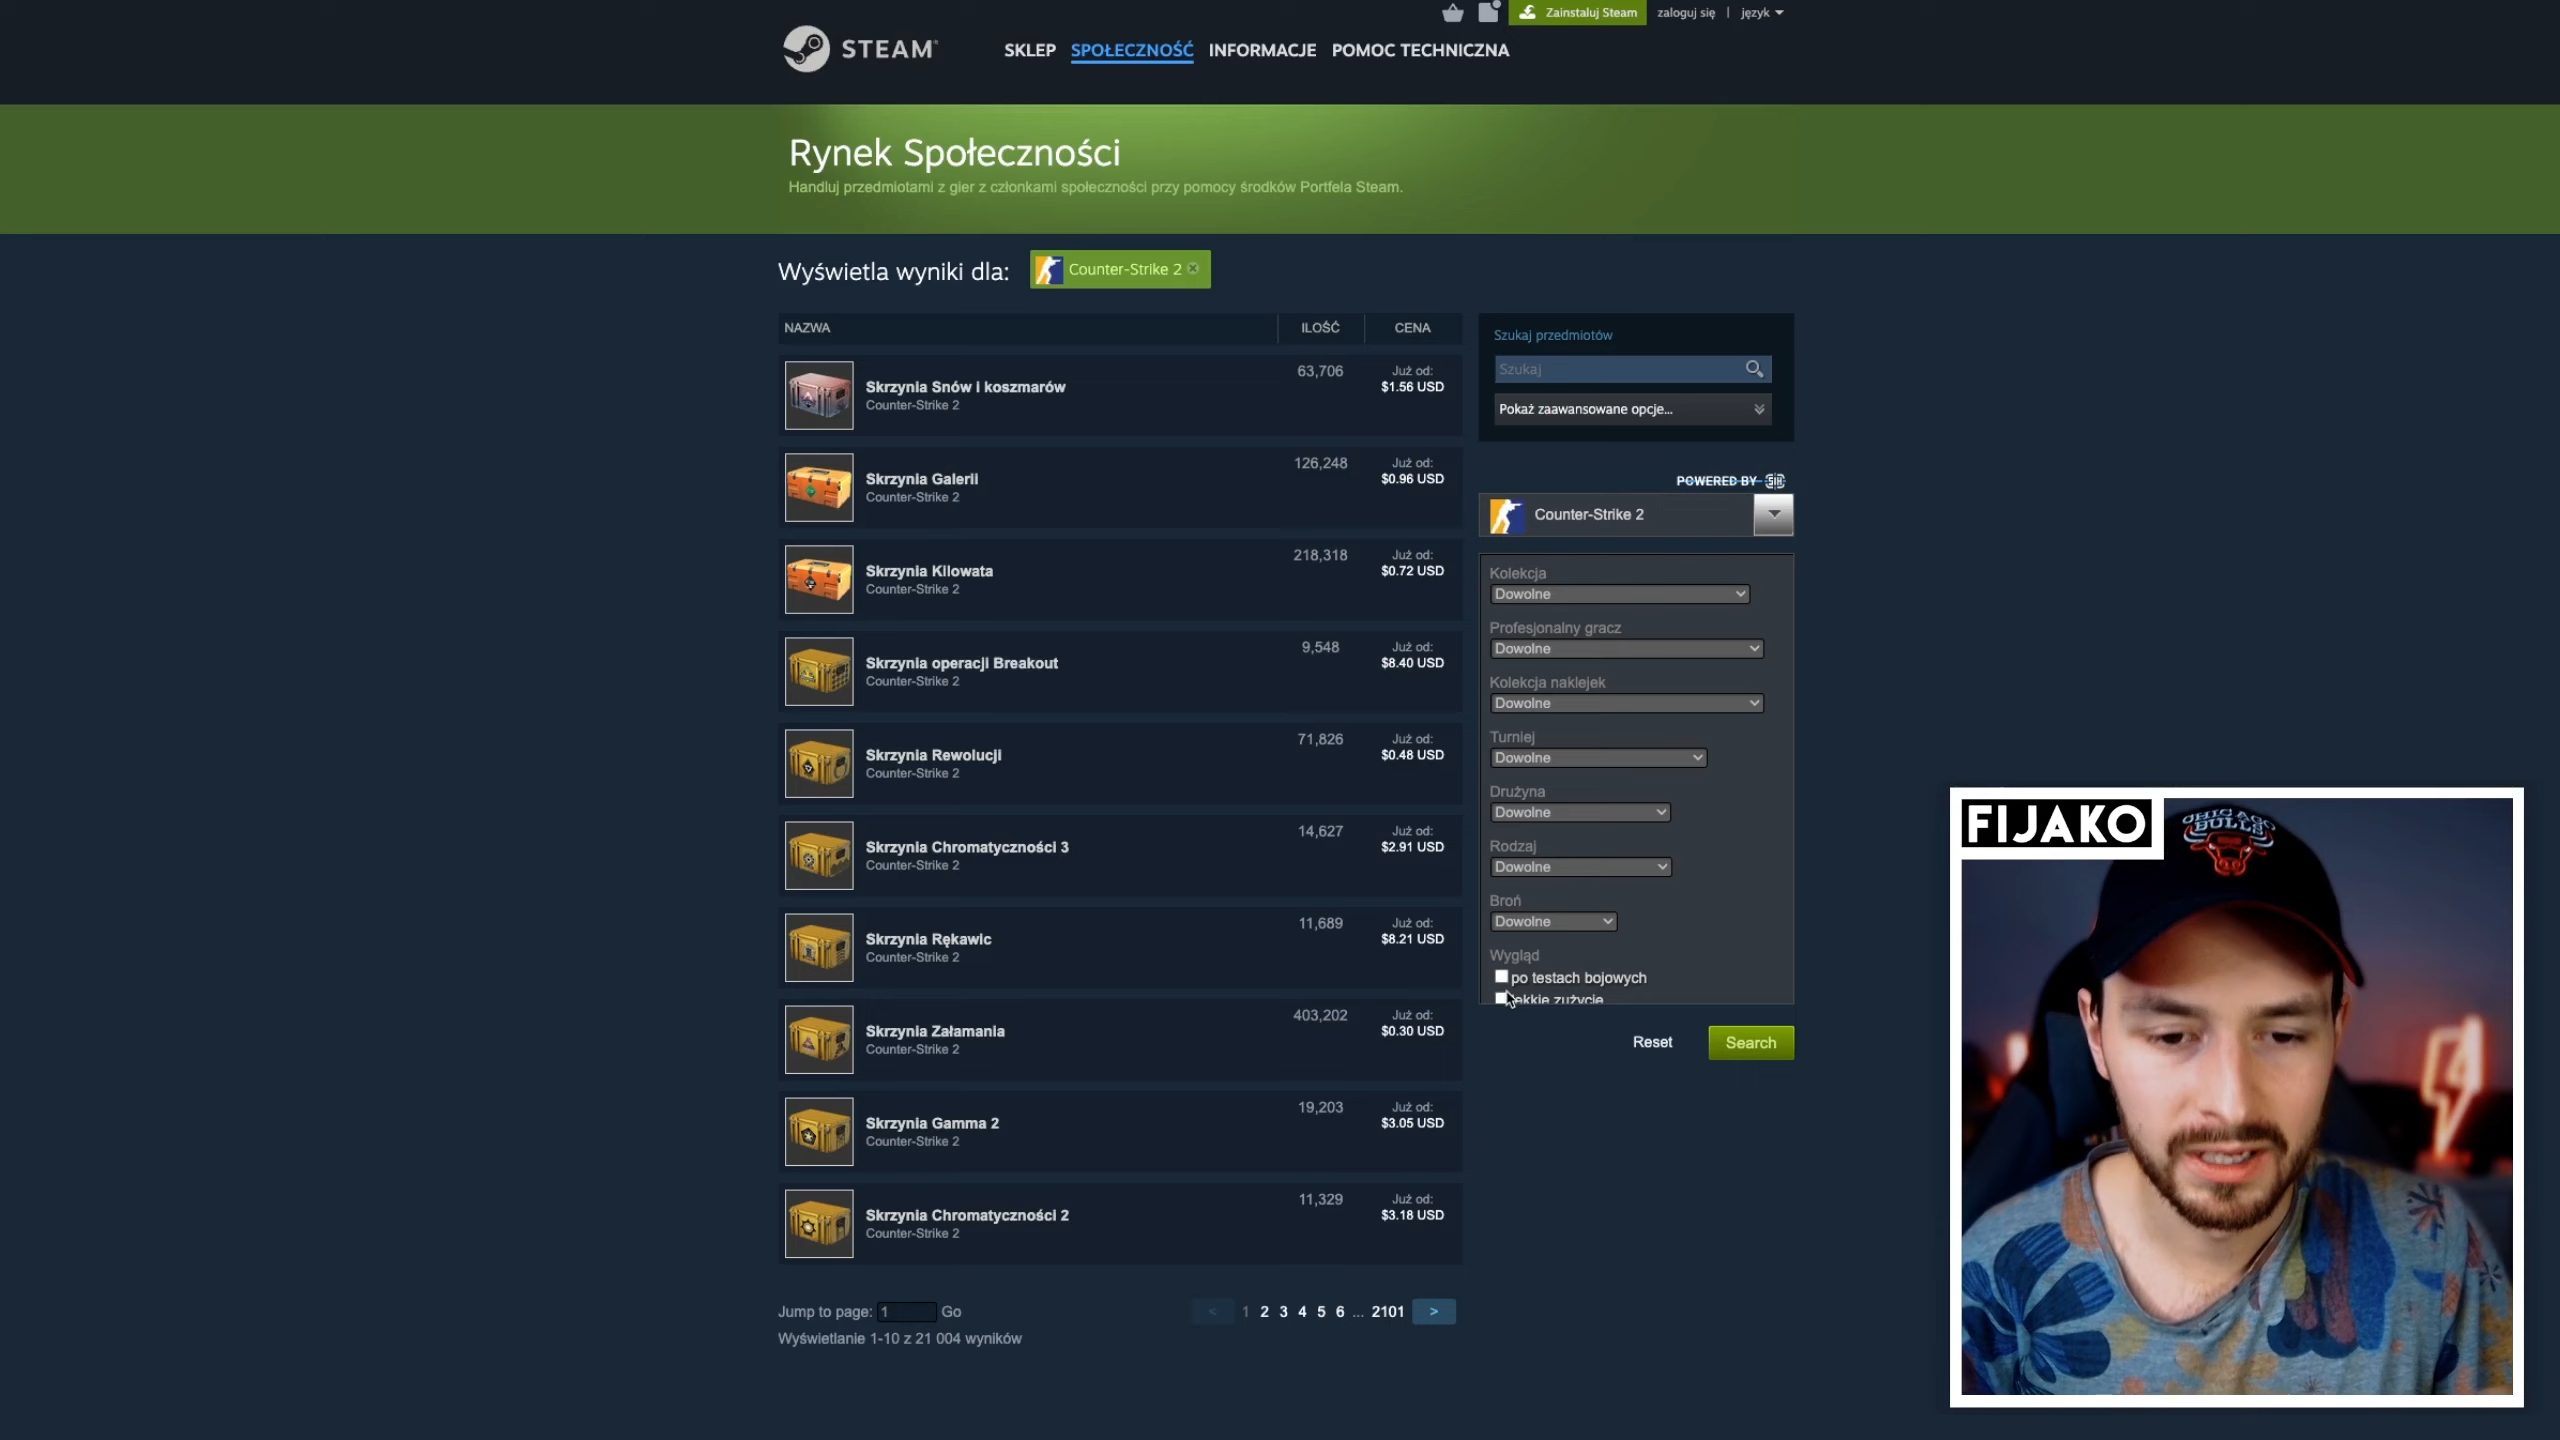 Zainstaluj Steam
zaloguj się | język
STEAM
SKLEP SPOŁECZNOŚĆ INFORMACJE POMOC TECHNICZNA
Rynek Społeczności
Handluj przedmiotami z gier z członkami społeczności przy pomocy środków Portfela Steam.
Wyświetla wyniki dla: Counter-Strike 2
NAZWA ILOŚĆ CENA
Skrzynia Snów i koszmarów
Counter-Strike 2
63,706
Już od:
$1.56 USD
Skrzynia Galerii
Counter-Strike 2
126,248
Już od:
$0.96 USD
Skrzynia Kilowata
Counter-Strike 2
218,318
Już od:
$0.72 USD
Skrzynia operacji Breakout
Counter-Strike 2
9,548
Już od:
$8.40 USD
Skrzynia Rewolucji
Counter-Strike 2
71,826
Już od:
$0.48 USD
Skrzynia Chromatyczności 3
Counter-Strike 2
14,627
Już od:
$2.91 USD
Skrzynia Rękawic
Counter-Strike 2
11,689
Już od:
$8.21 USD
Skrzynia Załamania
Counter-Strike 2
403,202
Już od:
$0.30 USD
Skrzynia Gamma 2
Counter-Strike 2
19,203
Już od:
$3.05 USD
Skrzynia Chromatyczności 2
Counter-Strike 2
11,329
Już od:
$3.18 USD
Jump to page: 1 Go
< 1 2 3 4 5 6 ... 2101 >
Wyświetlanie 1-10 z 21 004 wyników
Szukaj przedmiotów
Szukaj
Pokaż zaawansowane opcje...
POWERED BY SIH
Counter-Strike 2
Kolekcja
Dowolne
Profesjonalny gracz
Dowolne
Kolekcja naklejek
Dowolne
Turniej
Dowolne
Drużyna
Dowolne
Rodzaj
Dowolne
Broń
Dowolne
Wygląd
po testach bojowych
zużycie
Reset Search
FIJAKO
CHICAGO
BULLS